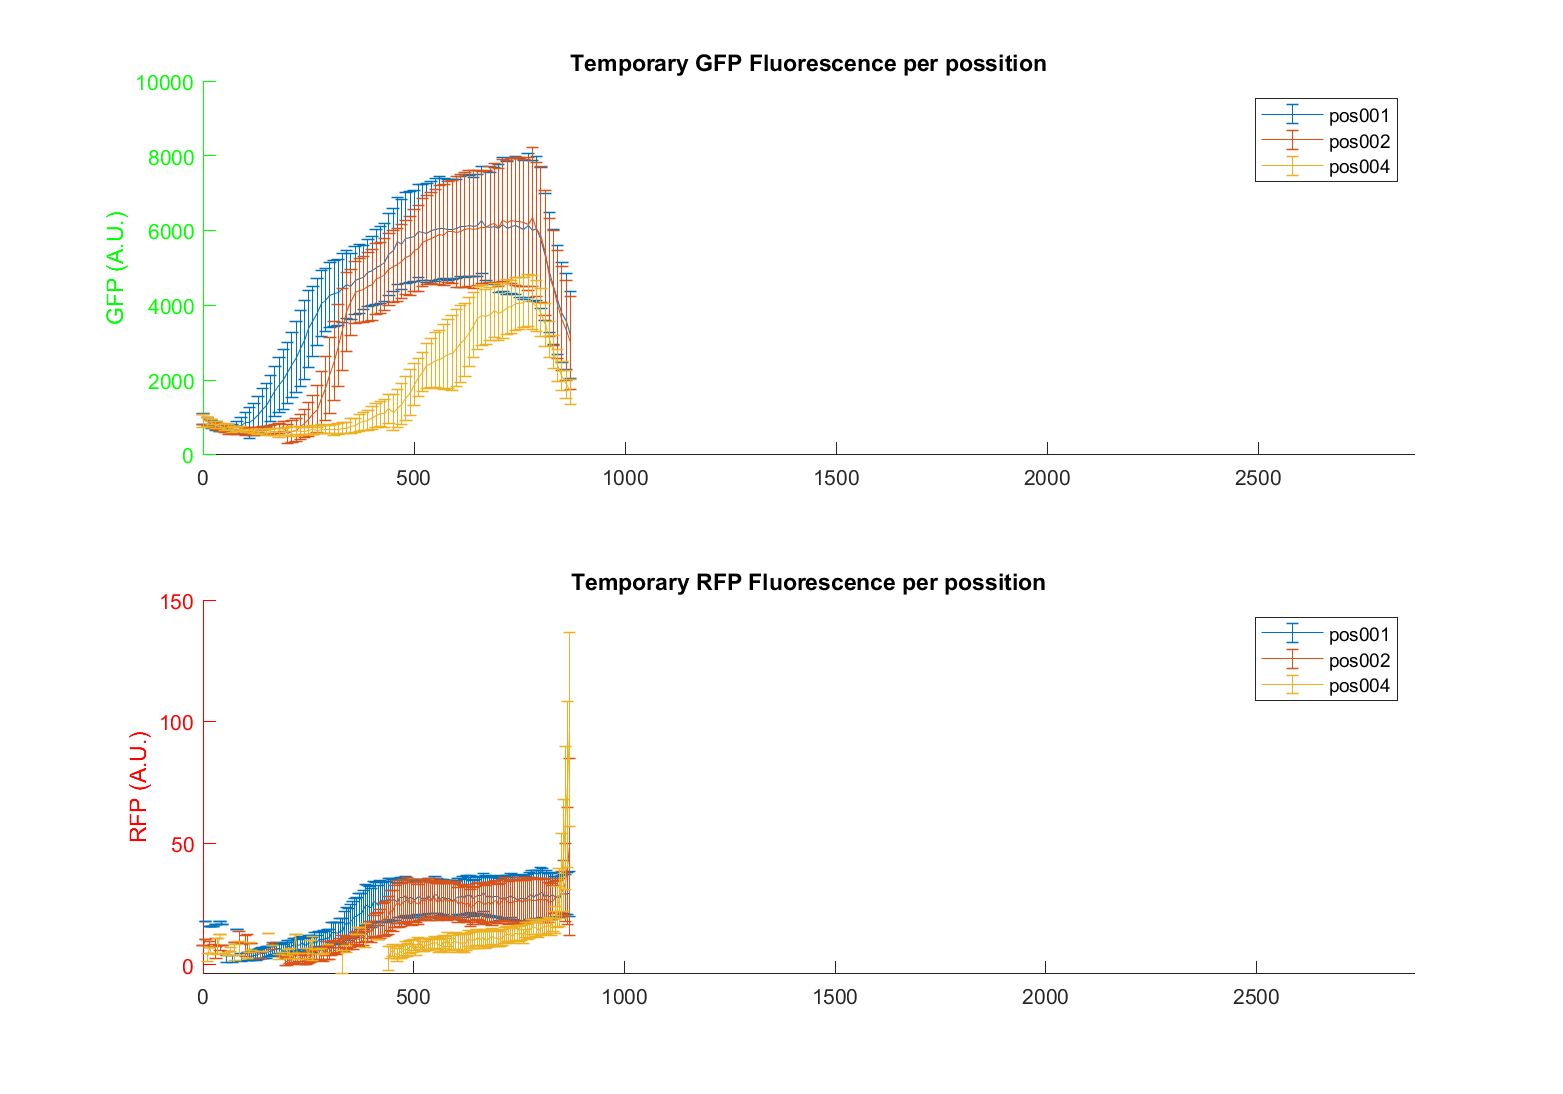 Temporary GFP Fluorescence per possition
10000
8000
6000
4000
2000
0
GFP (A.U.)
0 500 1000 1500 2000 2500
pos001
pos002
pos004
Temporary RFP Fluorescence per possition
150
100
50
0
RFP (A.U.)
0 500 1000 1500 2000 2500
pos001
pos002
pos004